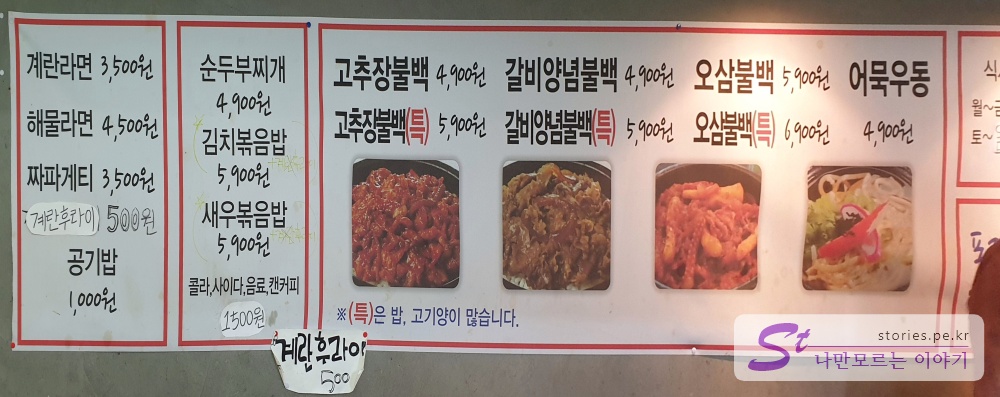 계란라면 3,500원
해물라면 4,500원
짜파게티 3,500원
계란후라이 500원
공기밥
1,000원
순두부찌개
4,900원
김치볶음밥
5,900원
새우볶음밥
5,900원
콜라,사이다,음료,캔커피
1500원
계란후라이
500
고추장불백 4,900원 갈비양념불백 4,900원 오삼불백 5,900원 어묵우동
고추장불백(특) 5,900원 갈비양념불백(특) 5,900원 오삼불백(특) 6,900원 4,900원
※(특)은 밥, 고기양이 많습니다.
식
월~금
토~
St
stories.pe.kr
나만모르는 이야기